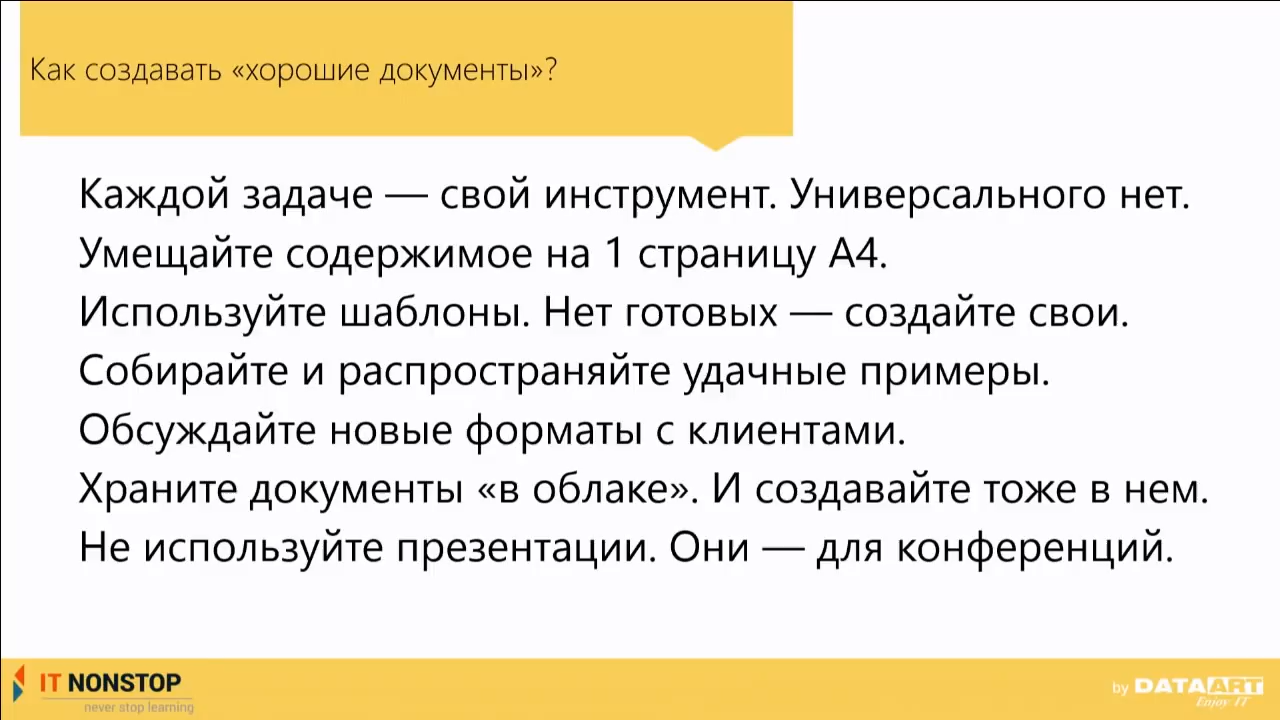 Как создавать «хорошие документы»?
Каждой задаче — свой инструмент. Универсального нет.
Умещайте содержимое на 1 страницу А4.
Используйте шаблоны. Нет готовых — создайте свои.
Собирайте и распространяйте удачные примеры.
Обсуждайте новые форматы с клиентами.
Храните документы «в облаке». И создавайте тоже в нем.
Не используйте презентации. Они — для конференций.
IT NONSTOP
never stop learning
by DATAART
Enjoy IT